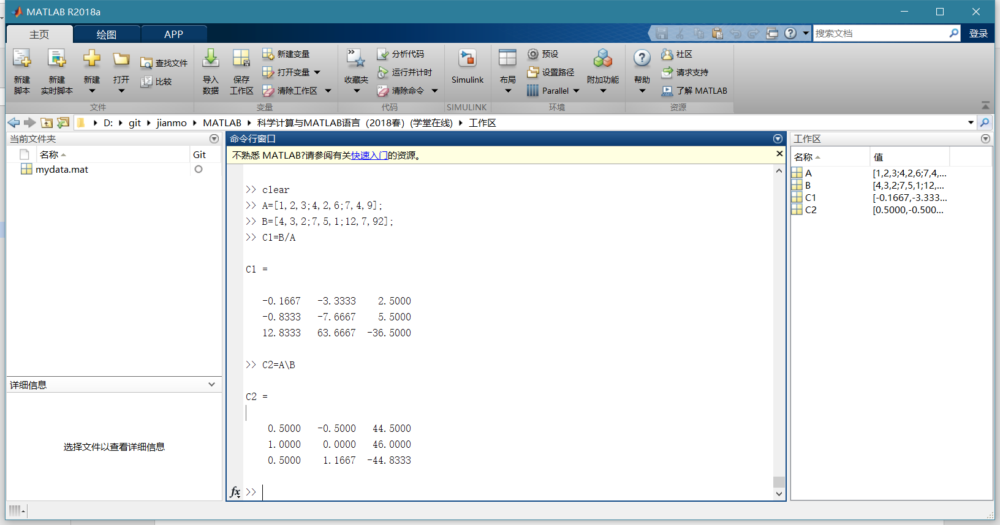 MATLAB R2018a
主页
绘图
APP
搜索文档
登录
新建
脚本
新建
实时脚本
新建
打开
查找文件
比较
文件
导入
数据
保存
工作区
新建变量
打开变量
清除工作区
变量
收藏夹
分析代码
运行并计时
清除命令
代码
Simulink
SIMULINK
布局
预设
设置路径
Parallel
附加功能
环境
帮助
社区
请求支持
了解 MATLAB
资源
D: git jianmo MATLAB 科学计算与MATLAB语言（2018春）(学堂在线) 工作区
当前文件夹
名称 Git
mydata.mat
详细信息
选择文件以查看详细信息
命令行窗口
不熟悉 MATLAB?请参阅有关快速入门的资源。
>> clear
>> A=[1,2,3;4,2,6;7,4,9];
>> B=[4,3,2;7,5,1;12,7,92];
>> C1=B/A
C1 =
-0.1667 -3.3333 2.5000
-0.8333 -7.6667 5.5000
12.8333 63.6667 -36.5000
>> C2=A\B
C2 =
0.5000 -0.5000 44.5000
1.0000 0.0000 46.0000
0.5000 1.1667 -44.8333
fx >>
工作区
名称 值
A [1,2,3;4,2,6;7,4,...
B [4,3,2;7,5,1;12,...
C1 [-0.1667,-3.333...
C2 [0.5000,-0.500...